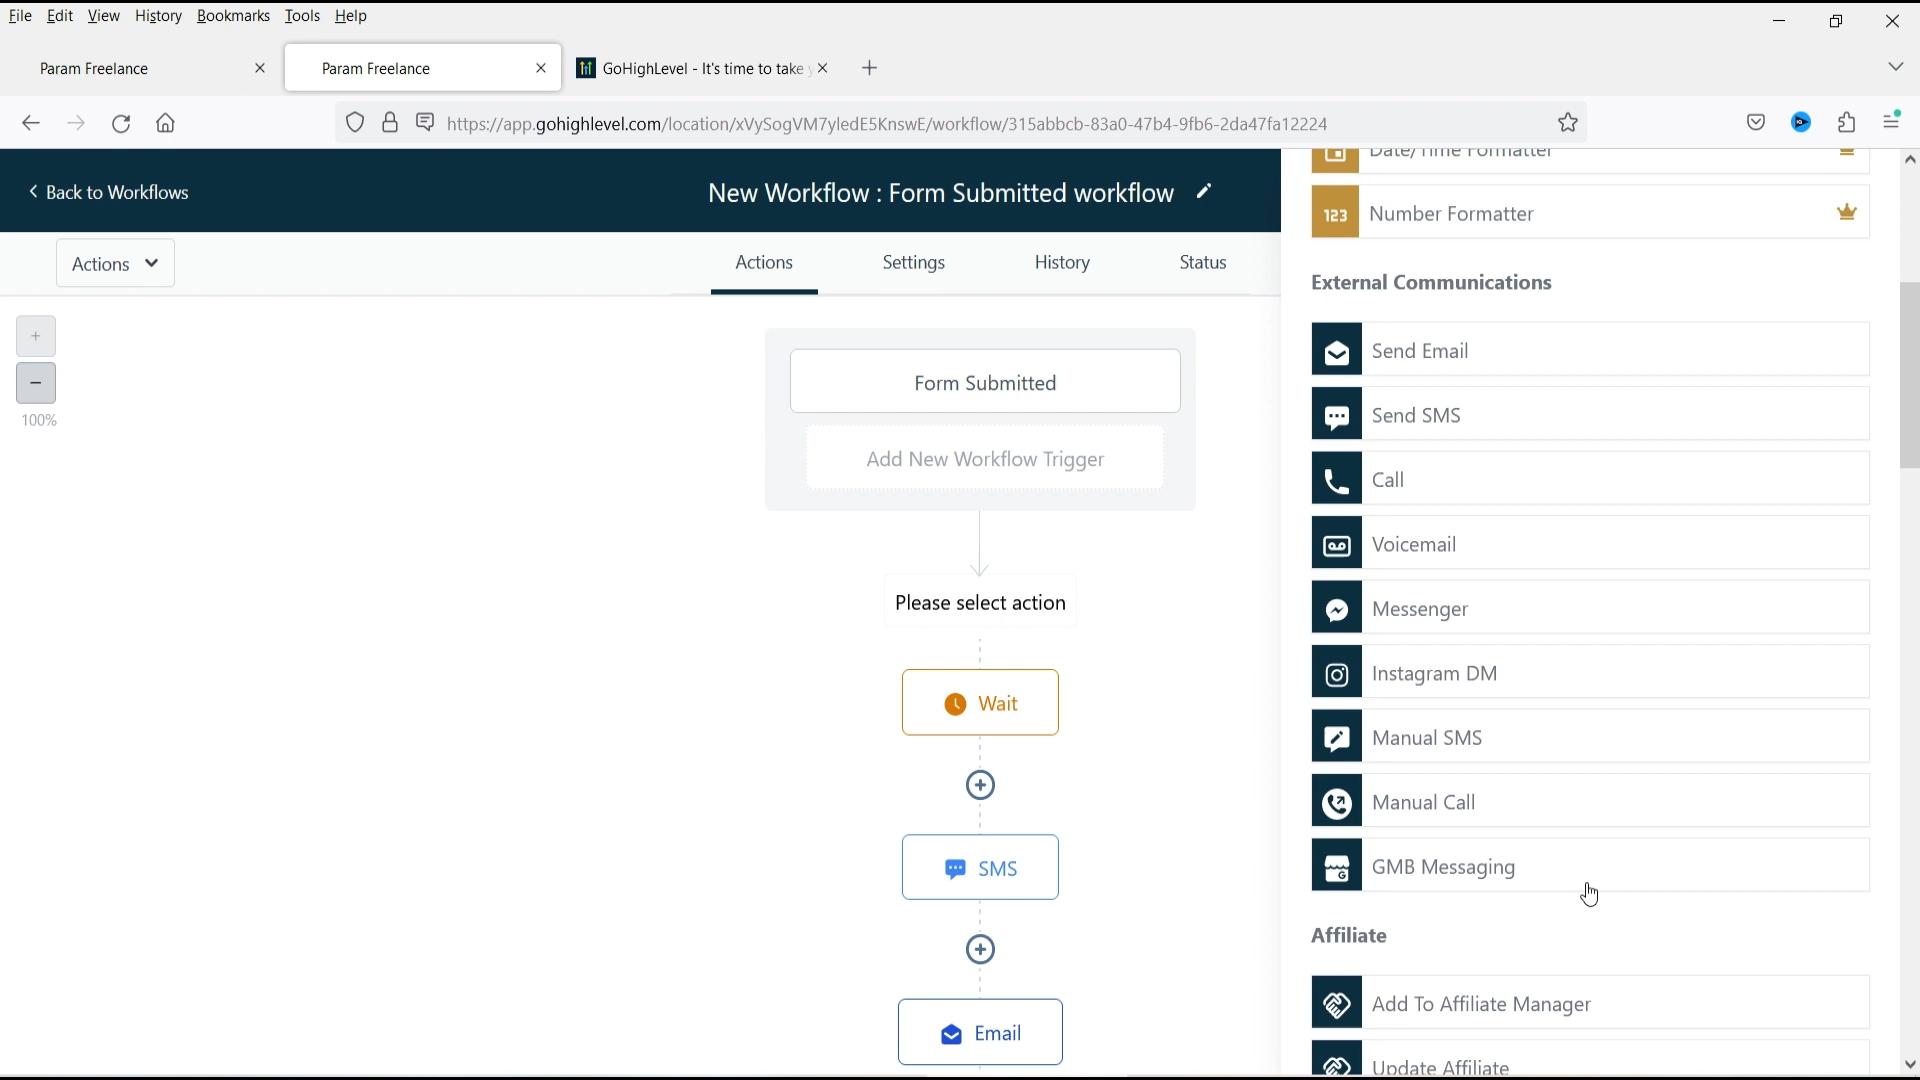 File Edit View History Bookmarks Tools Help
Param Freelance
Param Freelance
GoHighLevel - It's time to take
https://app.gohighlevel.com/location/xVySogVM7yledE5KnswE/workflow/315abbcb-83a0-47b4-9fb6-2da47fa12224
Back to Workflows
New Workflow : Form Submitted workflow
Actions
Actions Settings History Status
+
−
100%
Form Submitted
Add New Workflow Trigger
Please select action
Wait
SMS
Email
Date/Time Formatter
123 Number Formatter
External Communications
Send Email
Send SMS
Call
Voicemail
Messenger
Instagram DM
Manual SMS
Manual Call
GMB Messaging
Affiliate
Add To Affiliate Manager
Update Affiliate